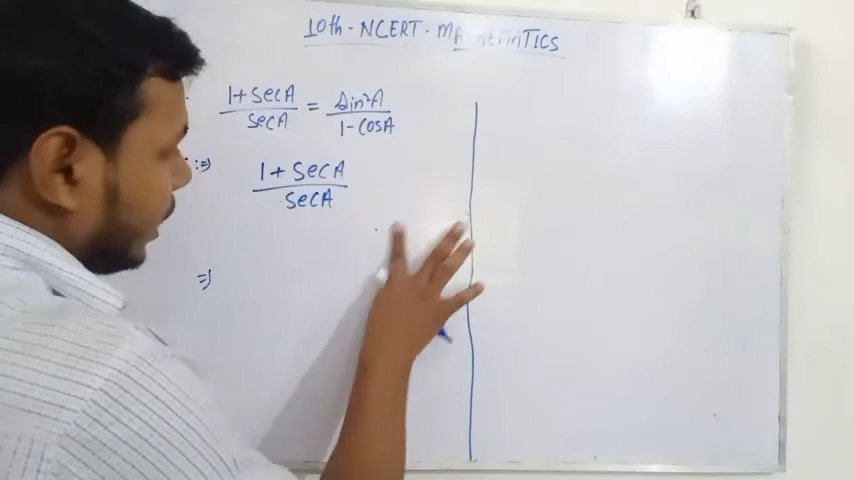 10th - NCERT - MATHEMATICS
1+secA / secA = sin²A / 1-cosA
∴ ⇒ 1 + secA / secA
⇒